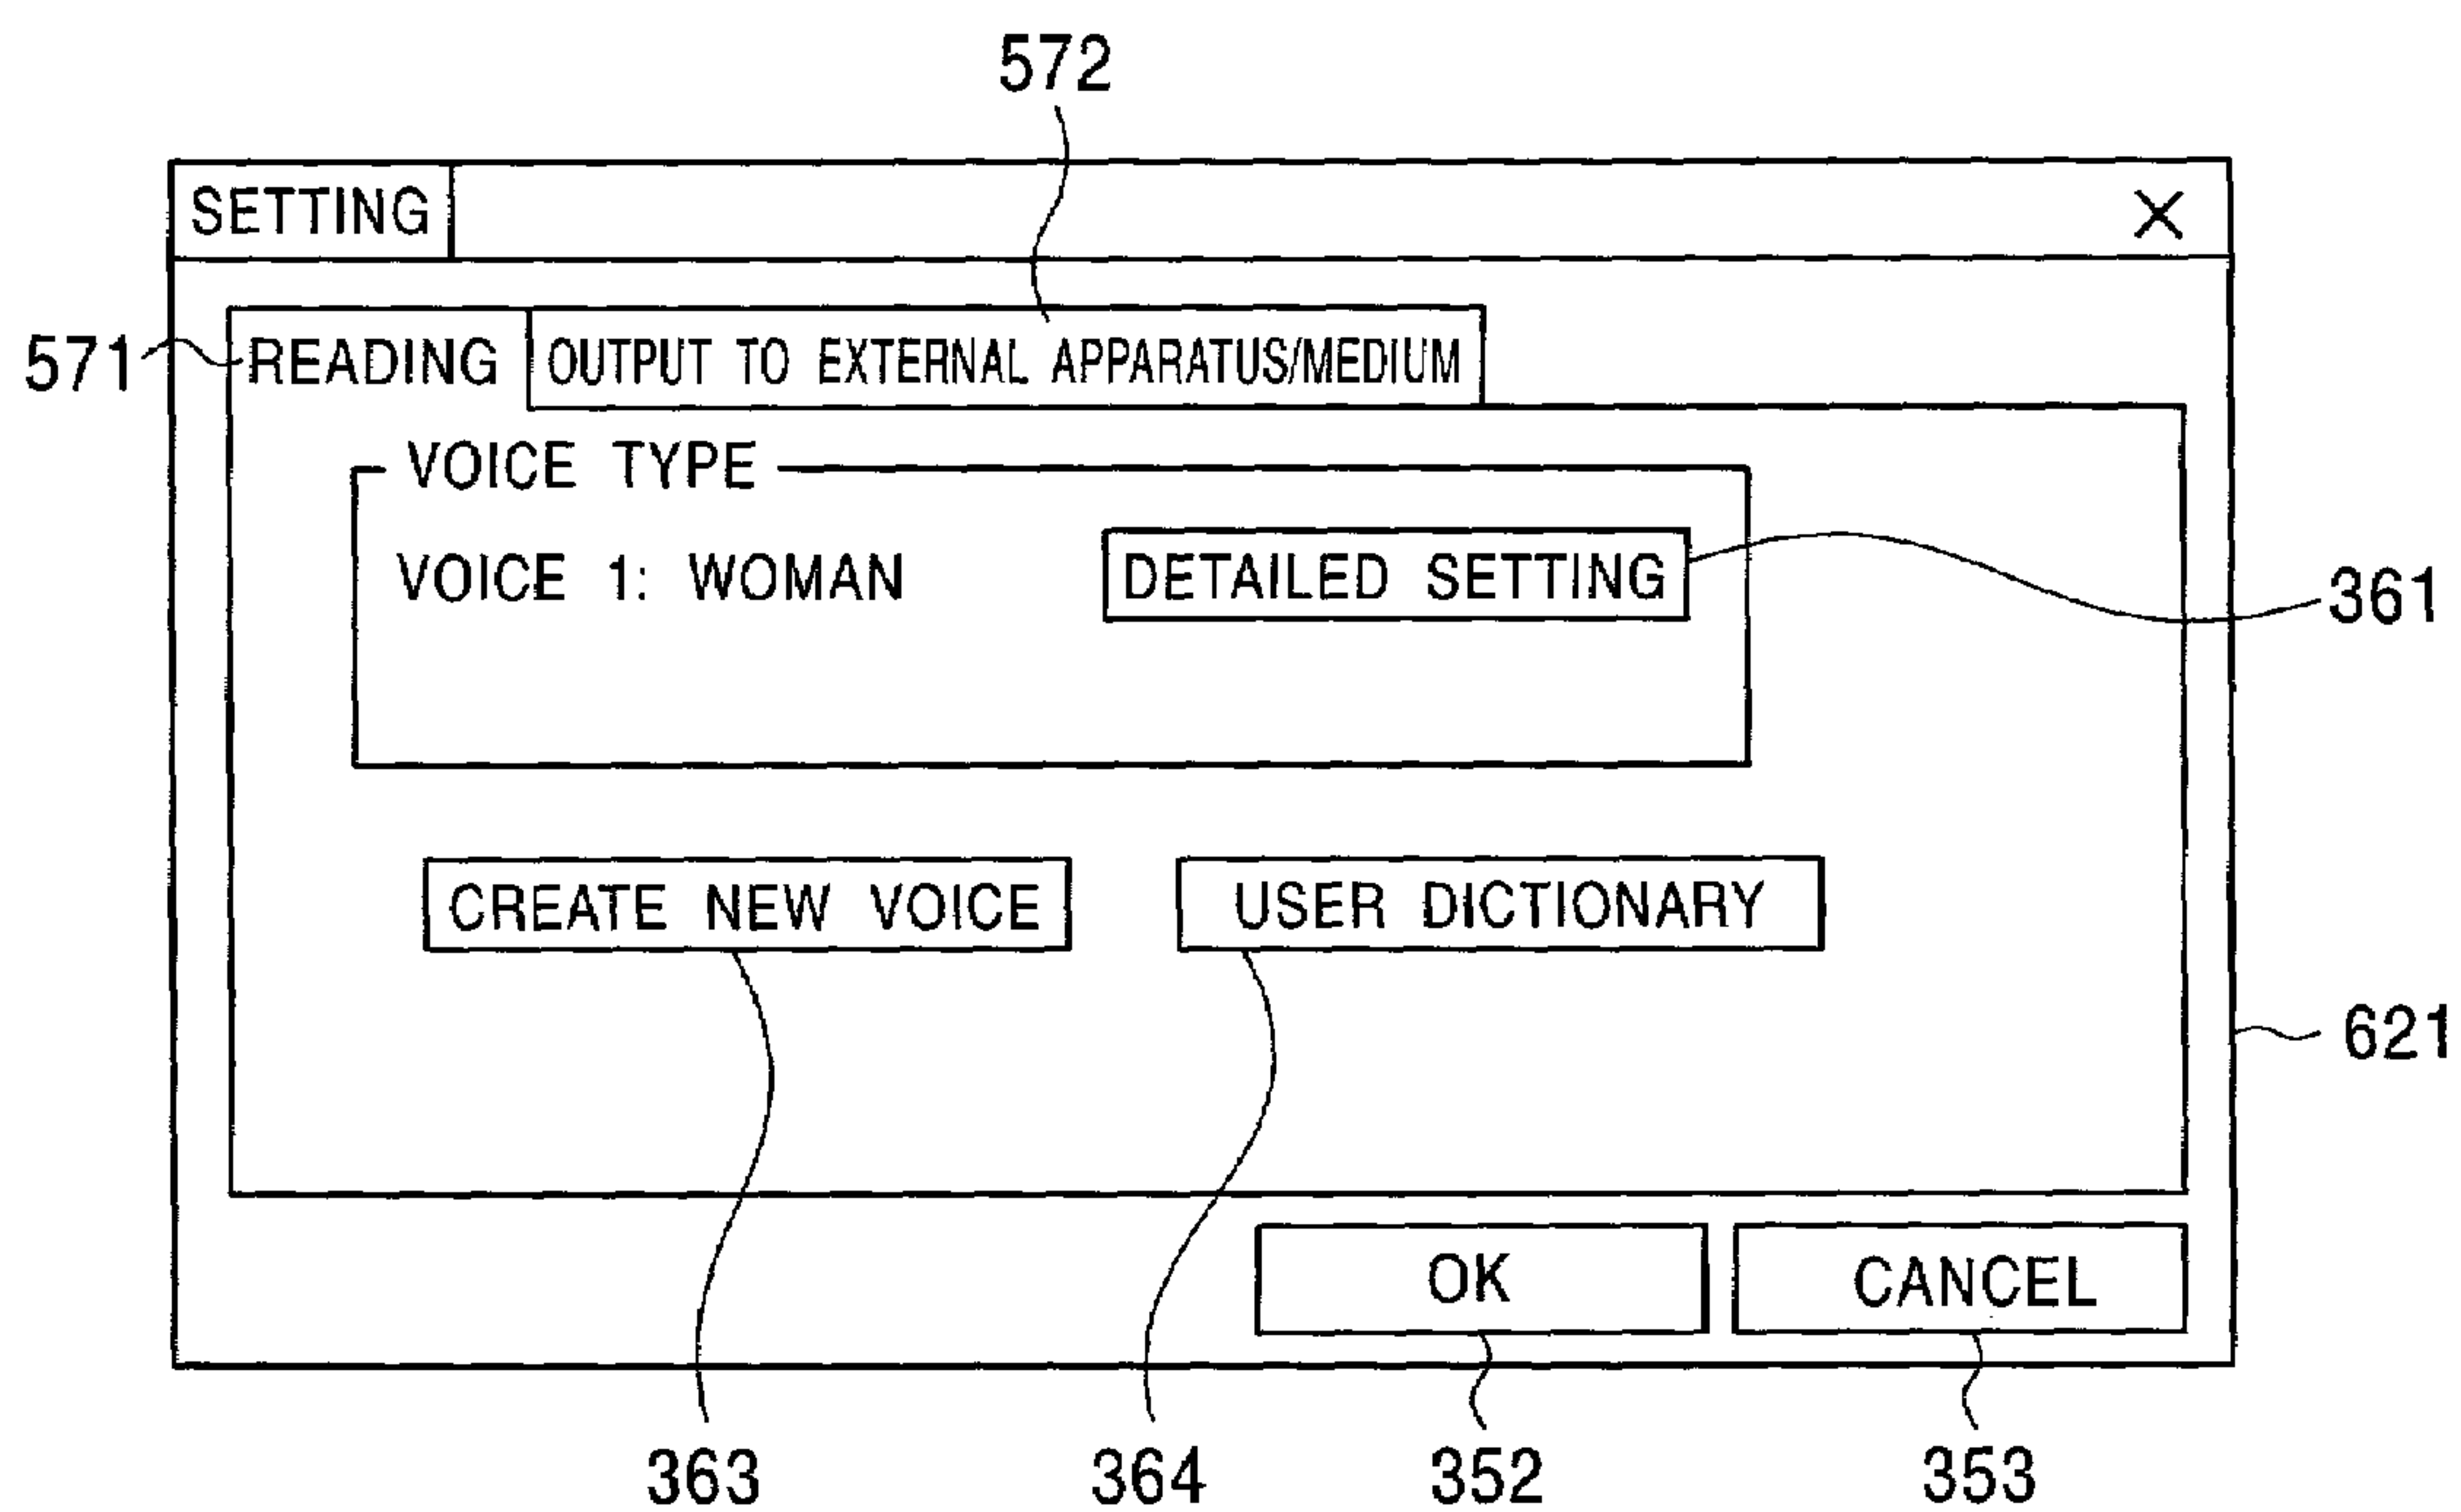 572
SETTING X
571 READING OUTPUT TO EXTERNAL APPARATUS/MEDIUM
VOICE TYPE
VOICE 1: WOMAN DETAILED SETTING
361
CREATE NEW VOICE USER DICTIONARY
621
OK CANCEL
363 364 352 353